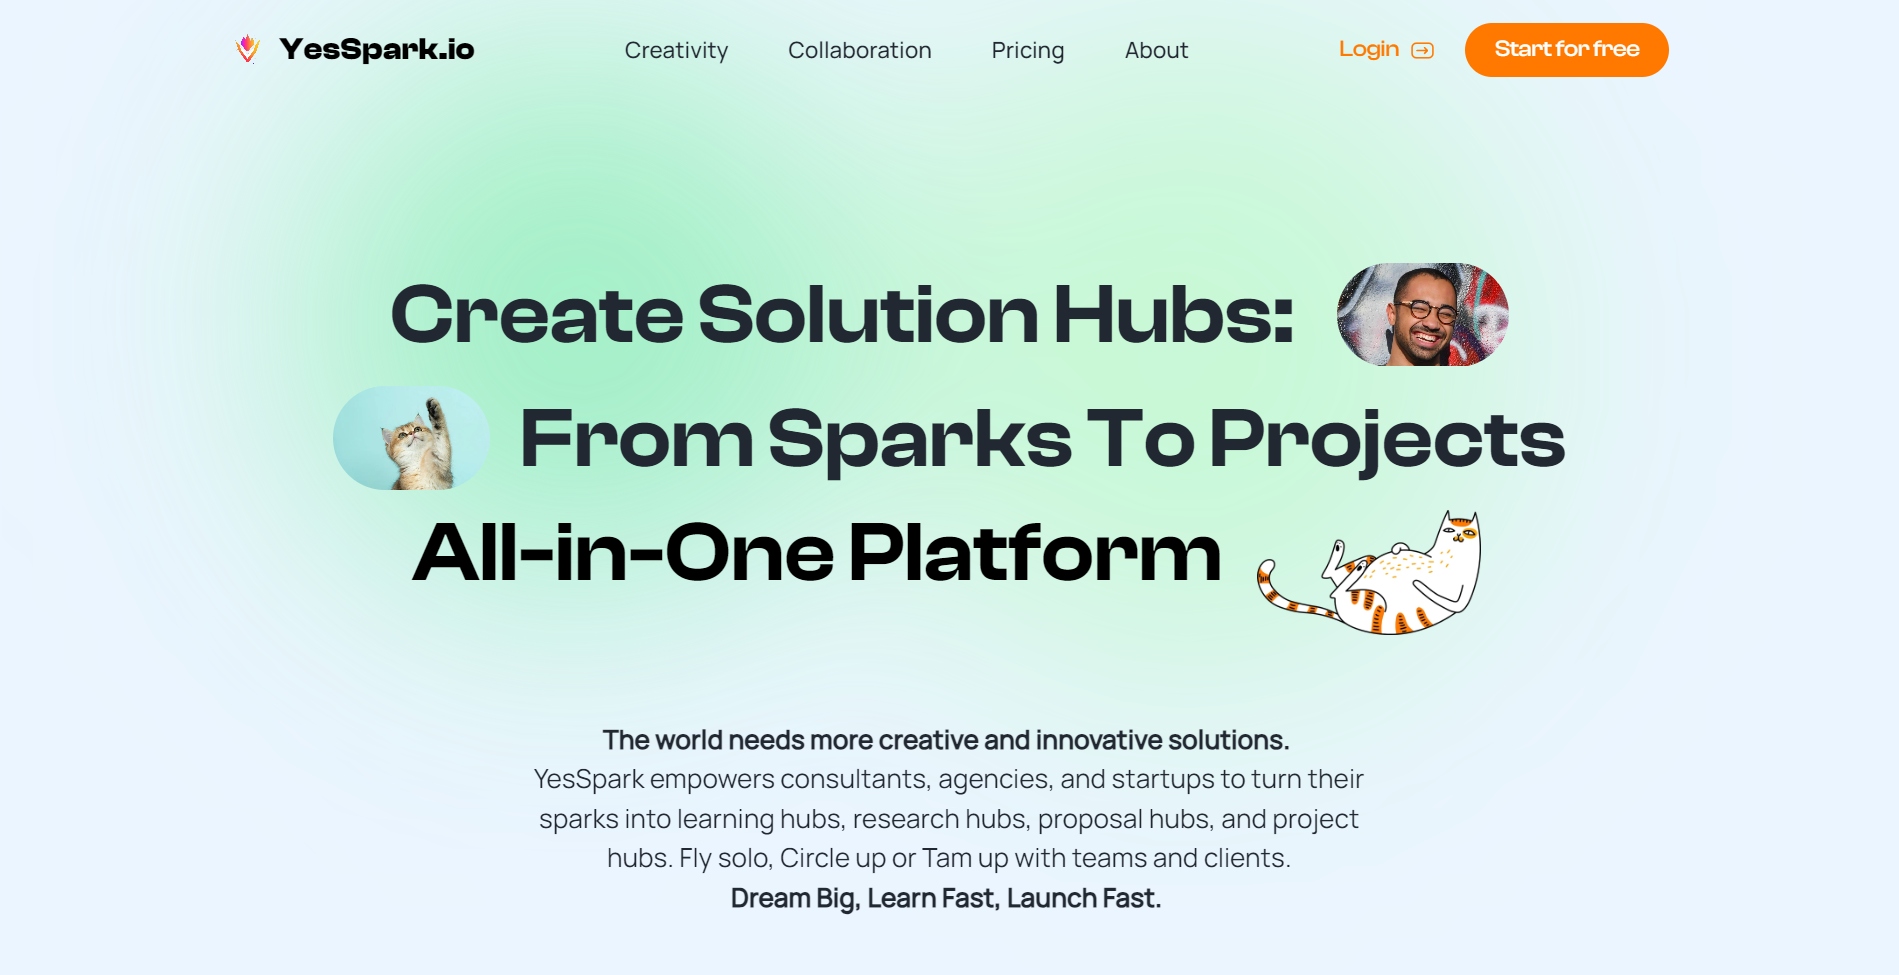 YesSpark.io
Creativity
Collaboration
Pricing
About
Login
Start for free
Create Solution Hubs:
From Sparks To Projects
All-in-One Platform
The world needs more creative and innovative solutions.
YesSpark empowers consultants, agencies, and startups to turn their
sparks into learning hubs, research hubs, proposal hubs, and project
hubs. Fly solo, Circle up or Tam up with teams and clients.
Dream Big, Learn Fast, Launch Fast.